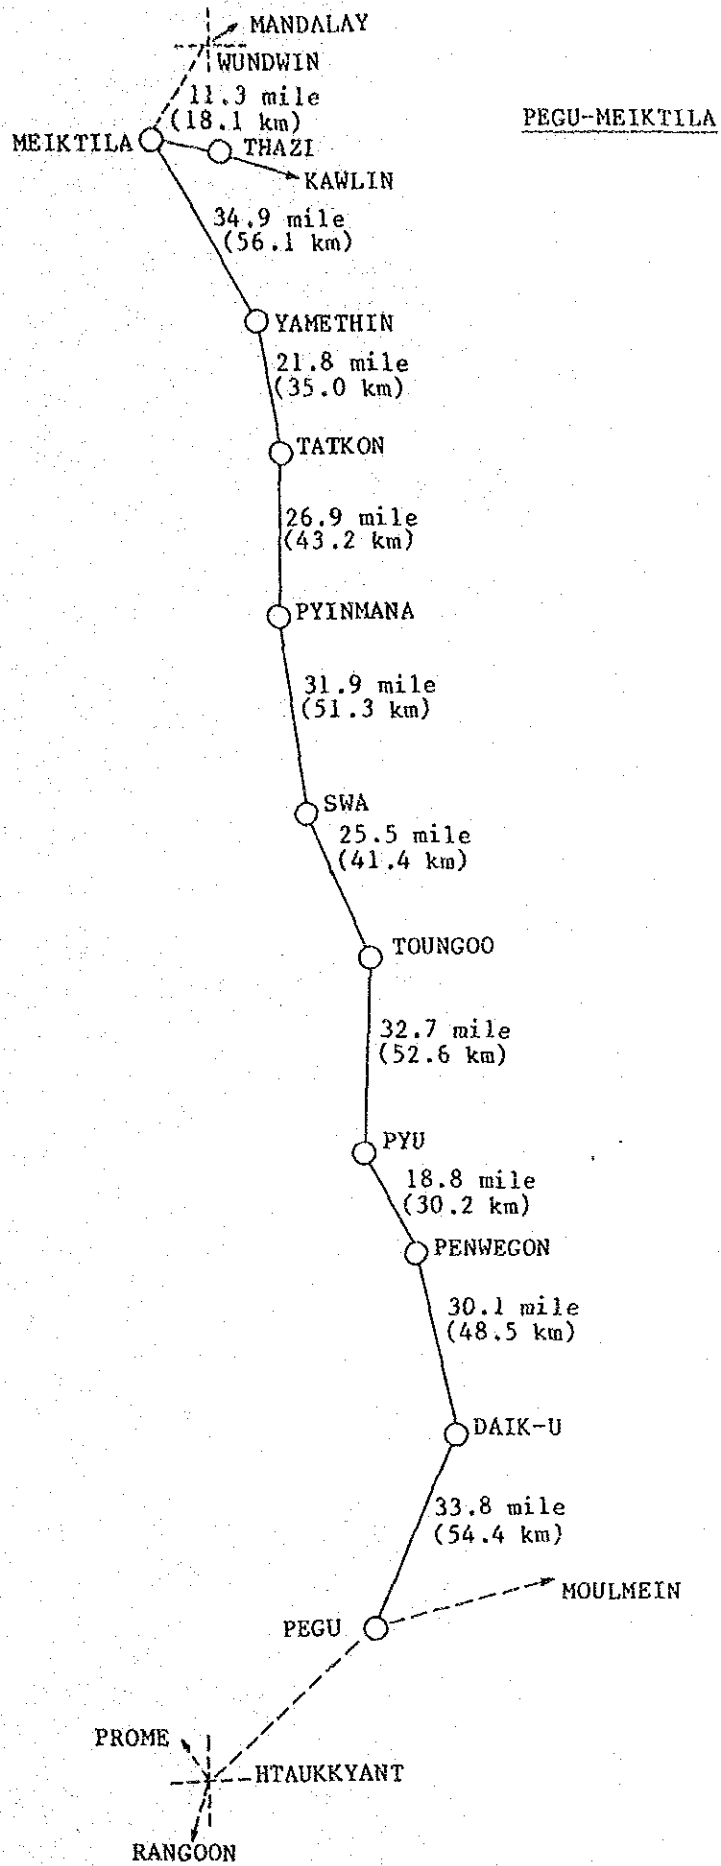 MANDALAY
WUNDWIN
11.3 mile
(18.1 km)
PEGU-MEIKTILA
MEIKTILA
THAZI
KAWLIN
34.9 mile
(56.1 km)
YAMETHIN
21.8 mile
(35.0 km)
TATKON
26.9 mile
(43.2 km)
PYINMANA
31.9 mile
(51.3 km)
SWA
25.5 mile
(41.4 km)
TOUNGOO
32.7 mile
(52.6 km)
PYU
18.8 mile
(30.2 km)
PENWEGON
30.1 mile
(48.5 km)
DAIK-U
33.8 mile
(54.4 km)
MOULMEIN
PEGU
PROME
HTAUKKYANT
RANGOON